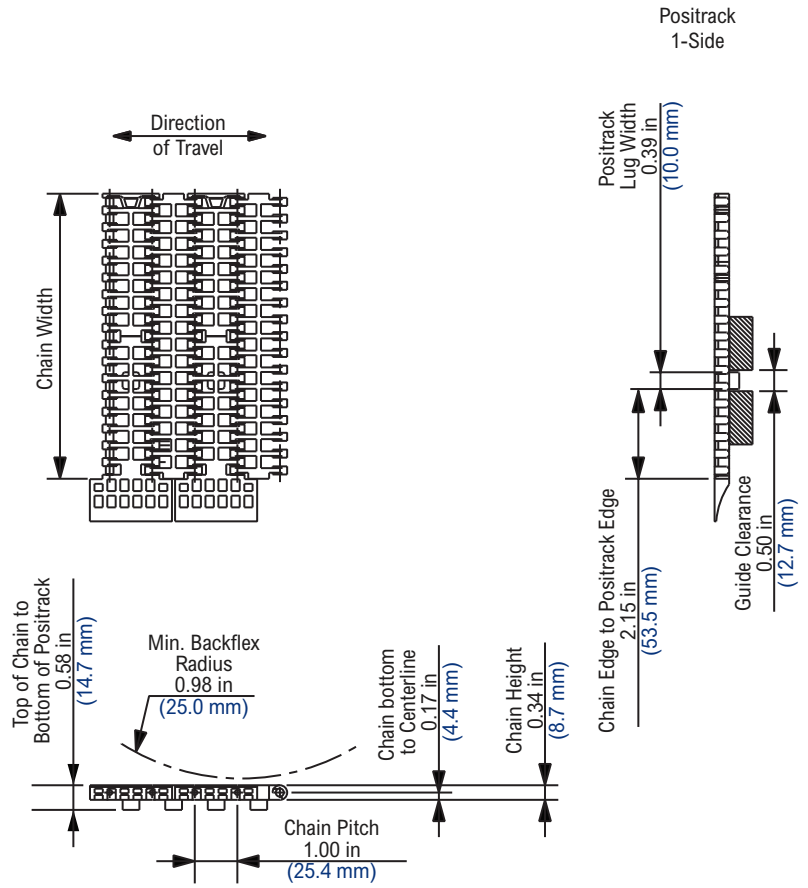 Positrack
1-Side
Direction
of Travel
Positrack
Lug Width
0.39 in
(10.0 mm)
Chain Width
Chain Edge to Positrack Edge
2.15 in
(53.5 mm)
Guide Clearance
0.50 in
(12.7 mm)
Top of Chain to
Bottom of Positrack
0.58 in
(14.7 mm)
Min. Backflex
Radius
0.98 in
(25.0 mm)
Chain bottom
to Centerline
0.17 in
(4.4 mm)
Chain Height
0.34 in
(8.7 mm)
Chain Pitch
1.00 in
(25.4 mm)